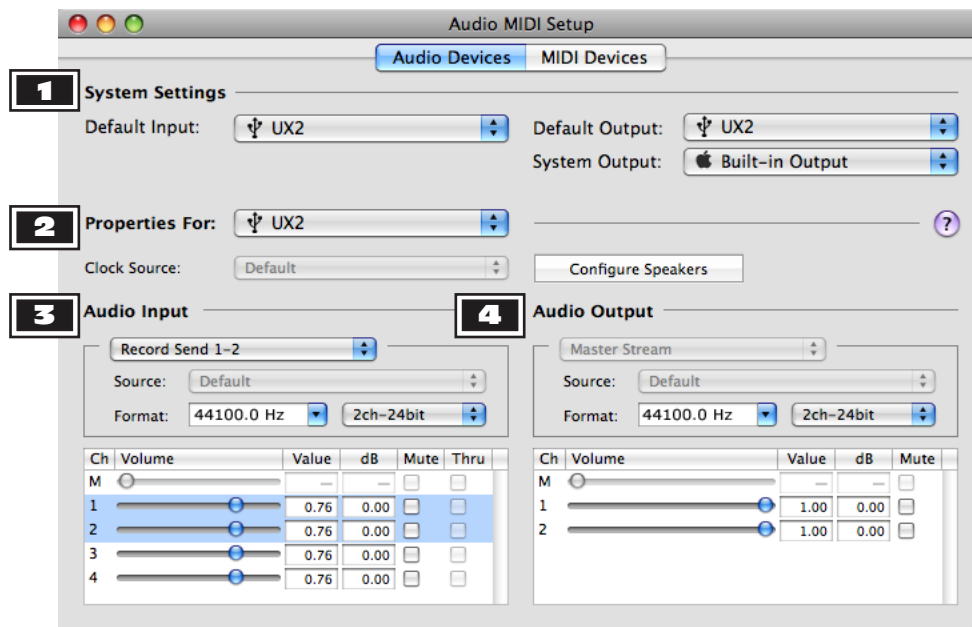 Audio MIDI Setup
Audio Devices MIDI Devices
1 System Settings
Default Input: UX2 Default Output: UX2
System Output: Built-in Output
2 Properties For: UX2 ?
Clock Source: Default Configure Speakers
3 Audio Input 4 Audio Output
Record Send 1-2 Master Stream
Source: Default Source: Default
Format: 44100.0 Hz 2ch-24bit Format: 44100.0 Hz 2ch-24bit
Ch Volume Value dB Mute Thru Ch Volume Value dB Mute
M — — M — —
1 0.76 0.00 1 1.00 0.00
2 0.76 0.00 2 1.00 0.00
3 0.76 0.00
4 0.76 0.00